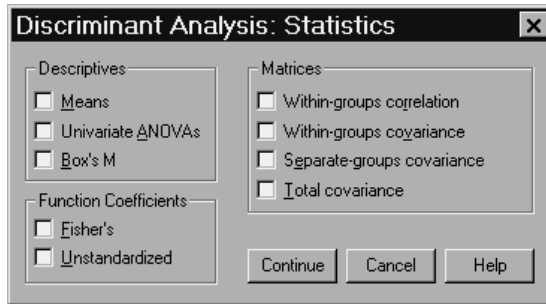 Discriminant Analysis: Statistics
Descriptives
Means
Univariate ANOVAs
Box's M
Function Coefficients
Fisher's
Unstandardized
Matrices
Within-groups correlation
Within-groups covariance
Separate-groups covariance
Total covariance
Continue
Cancel
Help